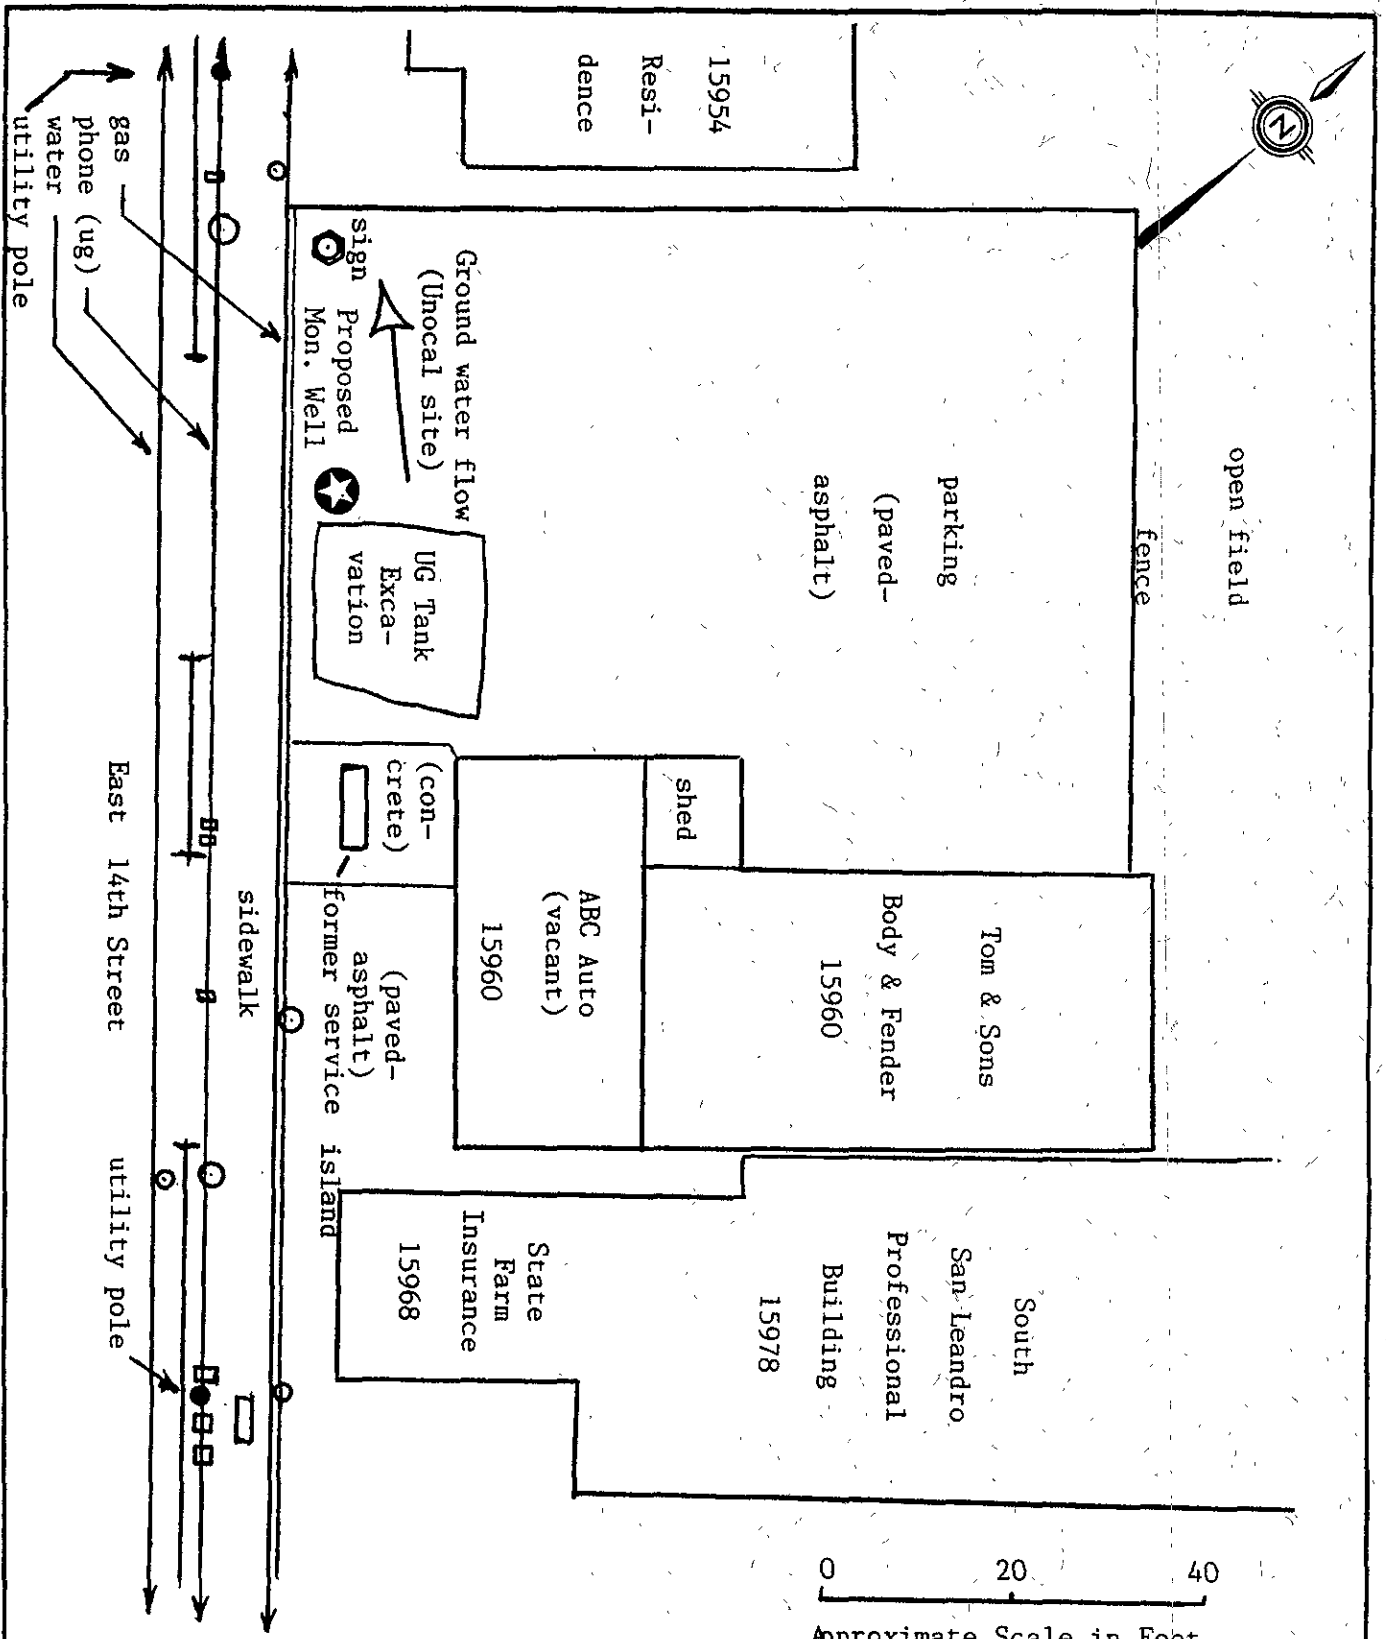 15954
Resi-
dence
N
open field
fence
parking
(paved-
asphalt)
Ground water flow
(Unocal site)
sign
Proposed
Mon. Well
UG Tank
Exca-
vation
gas
phone (ug)
water
utility pole
shed
(con-
crete)
ABC Auto
(vacant)
15960
Tom & Sons
Body & Fender
15960
(paved-
asphalt)
former service island
sidewalk
East 14th Street
utility pole
State
Farm
Insurance
15968
South
San Leandro
Professional
Building
15978
0 20 40
Approximate Scale in Feet